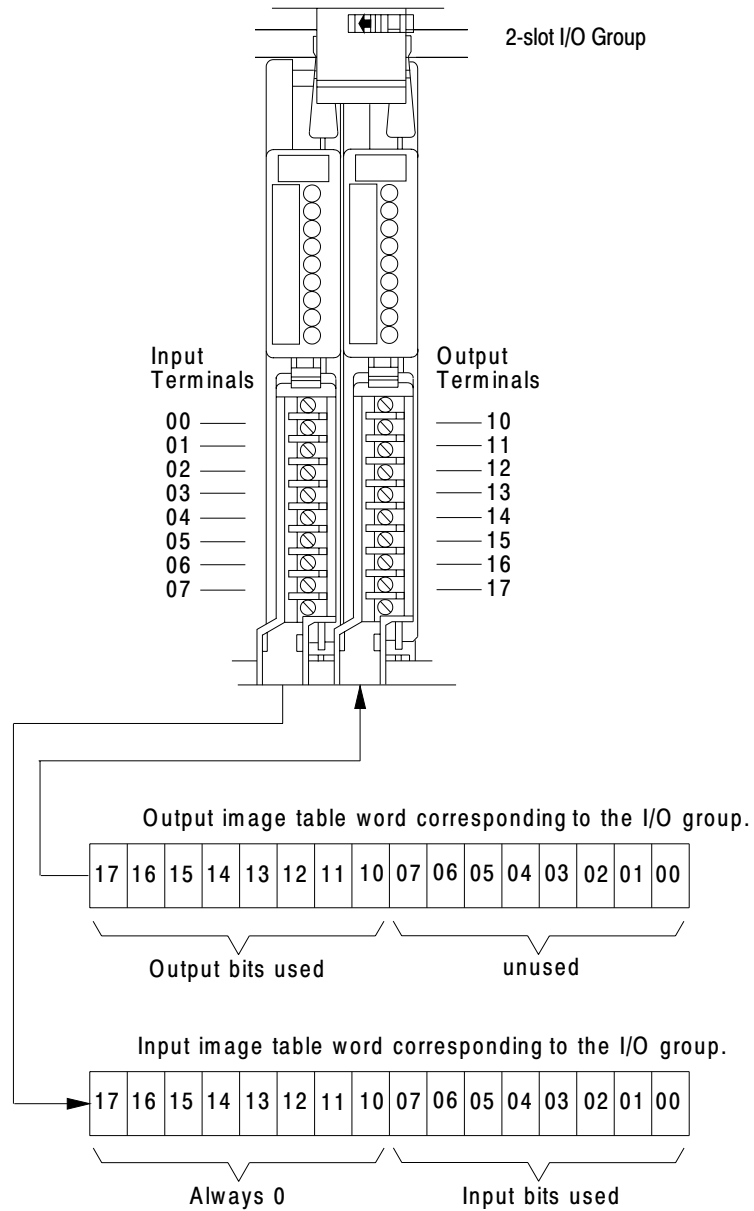 2-slot I/O Group
Input
Terminals
Output
Terminals
00
01
02
03
04
05
06
07
10
11
12
13
14
15
16
17
Output image table word corresponding to the I/O group.
17 16 15 14 13 12 11 10 07 06 05 04 03 02 01 00
Output bits used
unused
Input image table word corresponding to the I/O group.
17 16 15 14 13 12 11 10 07 06 05 04 03 02 01 00
Always 0
Input bits used